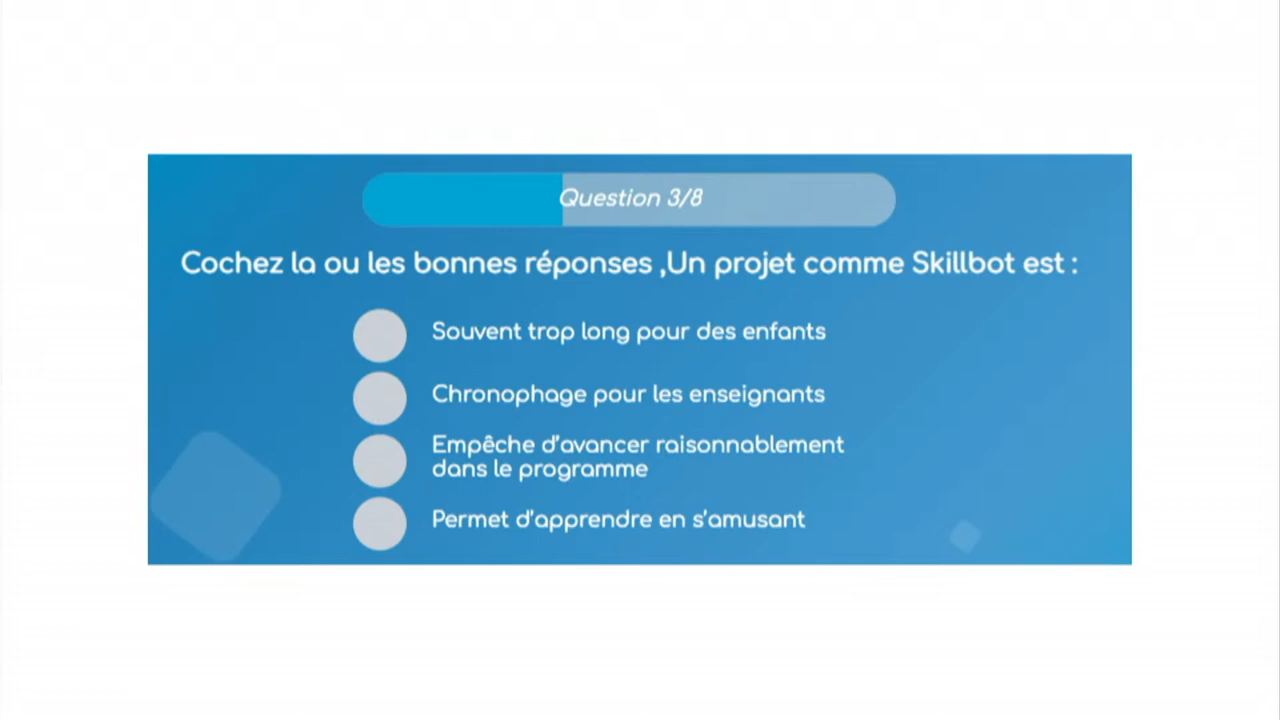 Question 3/8
Cochez la ou les bonnes réponses ,Un projet comme Skillbot est :
Souvent trop long pour des enfants
Chronophage pour les enseignants
Empêche d'avancer raisonnablement
dans le programme
Permet d'apprendre en s'amusant